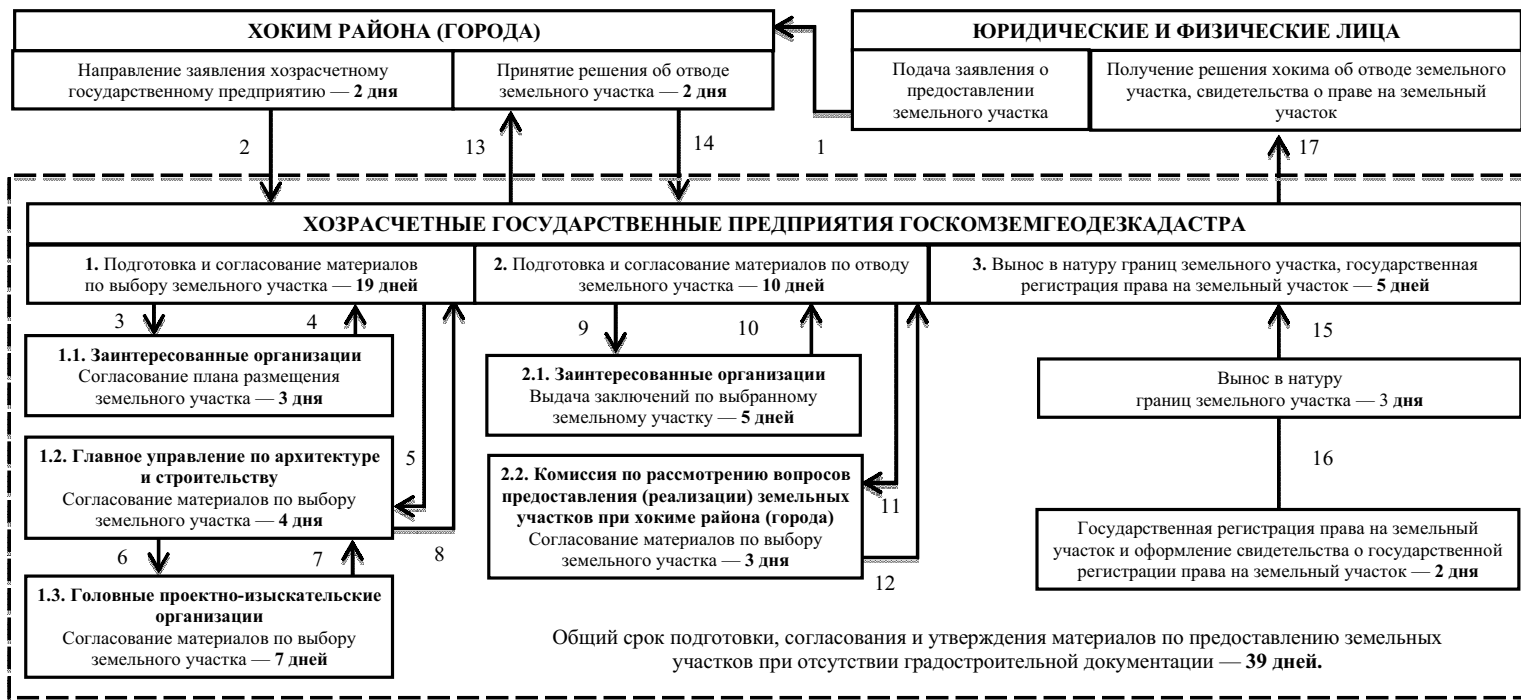 ХОКИМ РАЙОНА (ГОРОДА)
Направление заявления хозрасчетному
государственному предприятию — 2 дня
Принятие решения об отводе
земельного участка — 2 дня
ЮРИДИЧЕСКИЕ И ФИЗИЧЕСКИЕ ЛИЦА
Подача заявления о
предоставлении
земельного участка
Получение решения хокима об отводе земельного
участка, свидетельства о праве на земельный
участок
2
13
14
1
17
ХОЗРАСЧЕТНЫЕ ГОСУДАРСТВЕННЫЕ ПРЕДПРИЯТИЯ ГОСКОМЗЕМГЕОДЕЗКАДАСТРА
1. Подготовка и согласование материалов
по выбору земельного участка — 19 дней
2. Подготовка и согласование материалов по отводу
земельного участка — 10 дней
3. Вынос в натуру границ земельного участка, государственная
регистрация права на земельный участок — 5 дней
3
4
9
10
15
1.1. Заинтересованные организации
Согласование плана размещения
земельного участка — 3 дня
2.1. Заинтересованные организации
Выдача заключений по выбранному
земельному участку — 5 дней
Вынос в натуру
границ земельного участка — 3 дня
1.2. Главное управление по архитектуре
и строительству
Согласование материалов по выбору
земельного участка — 4 дня
5
8
2.2. Комиссия по рассмотрению вопросов
предоставления (реализации) земельных
участков при хокиме района (города)
Согласование материалов по выбору
земельного участка — 3 дня
11
12
16
Государственная регистрация права на земельный
участок и оформление свидетельства о государственной
регистрации права на земельный участок — 2 дня
6
7
1.3. Головные проектно-изыскательские
организации
Согласование материалов по выбору
земельного участка — 7 дней
Общий срок подготовки, согласования и утверждения материалов по предоставлению земельных
участков при отсутствии градостроительной документации — 39 дней.